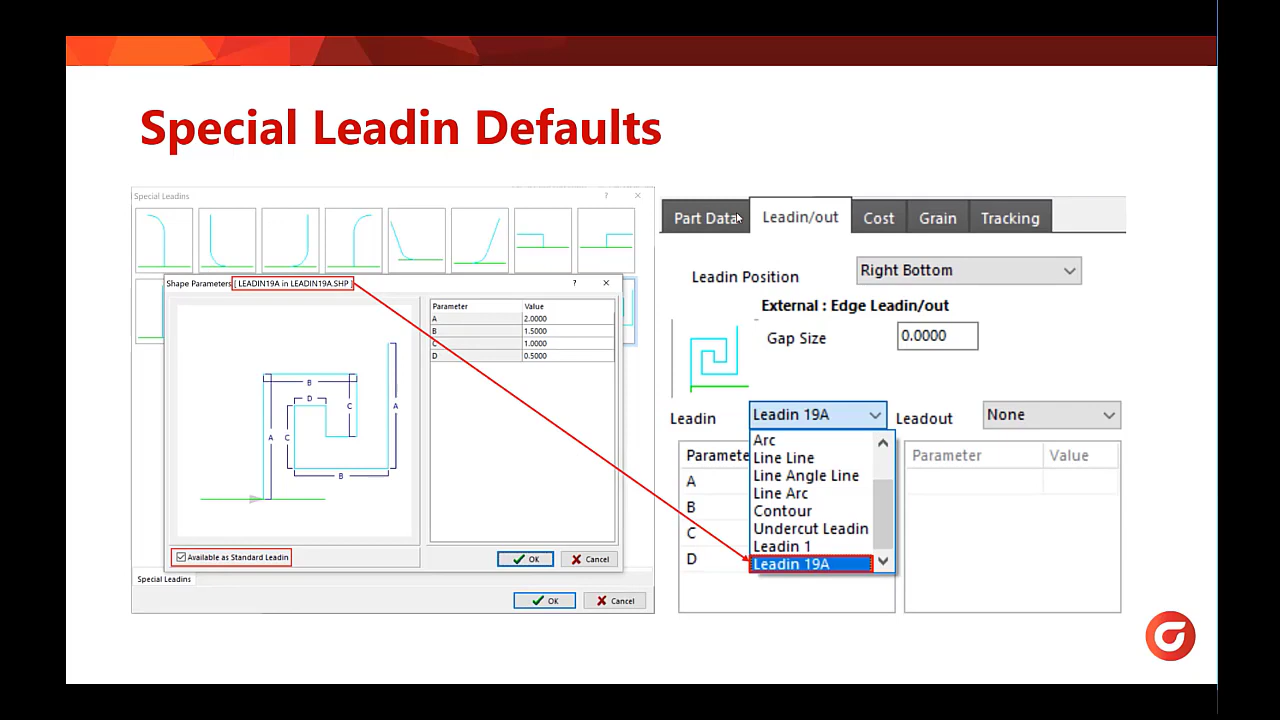 Special Leadin Defaults
Special Leadins
?
Shape Parameters [ LEADIN19A in LEADIN19A.SHP ]
?
Parameter Value
A 2.0000
B 1.5000
C 1.0000
D 0.5000
B
D
C
A
A
C
B
Available as Standard Leadin
OK
Cancel
Special Leadins
OK
Cancel
Part Data
Leadin/out
Cost
Grain
Tracking
Leadin Position
Right Bottom
External : Edge Leadin/out
Gap Size
0.0000
Leadin
Leadin 19A
Leadout
None
Paramete
A
B
C
D
Arc
Line Line
Line Angle Line
Line Arc
Contour
Undercut Leadin
Leadin 1
Leadin 19A
Parameter Value